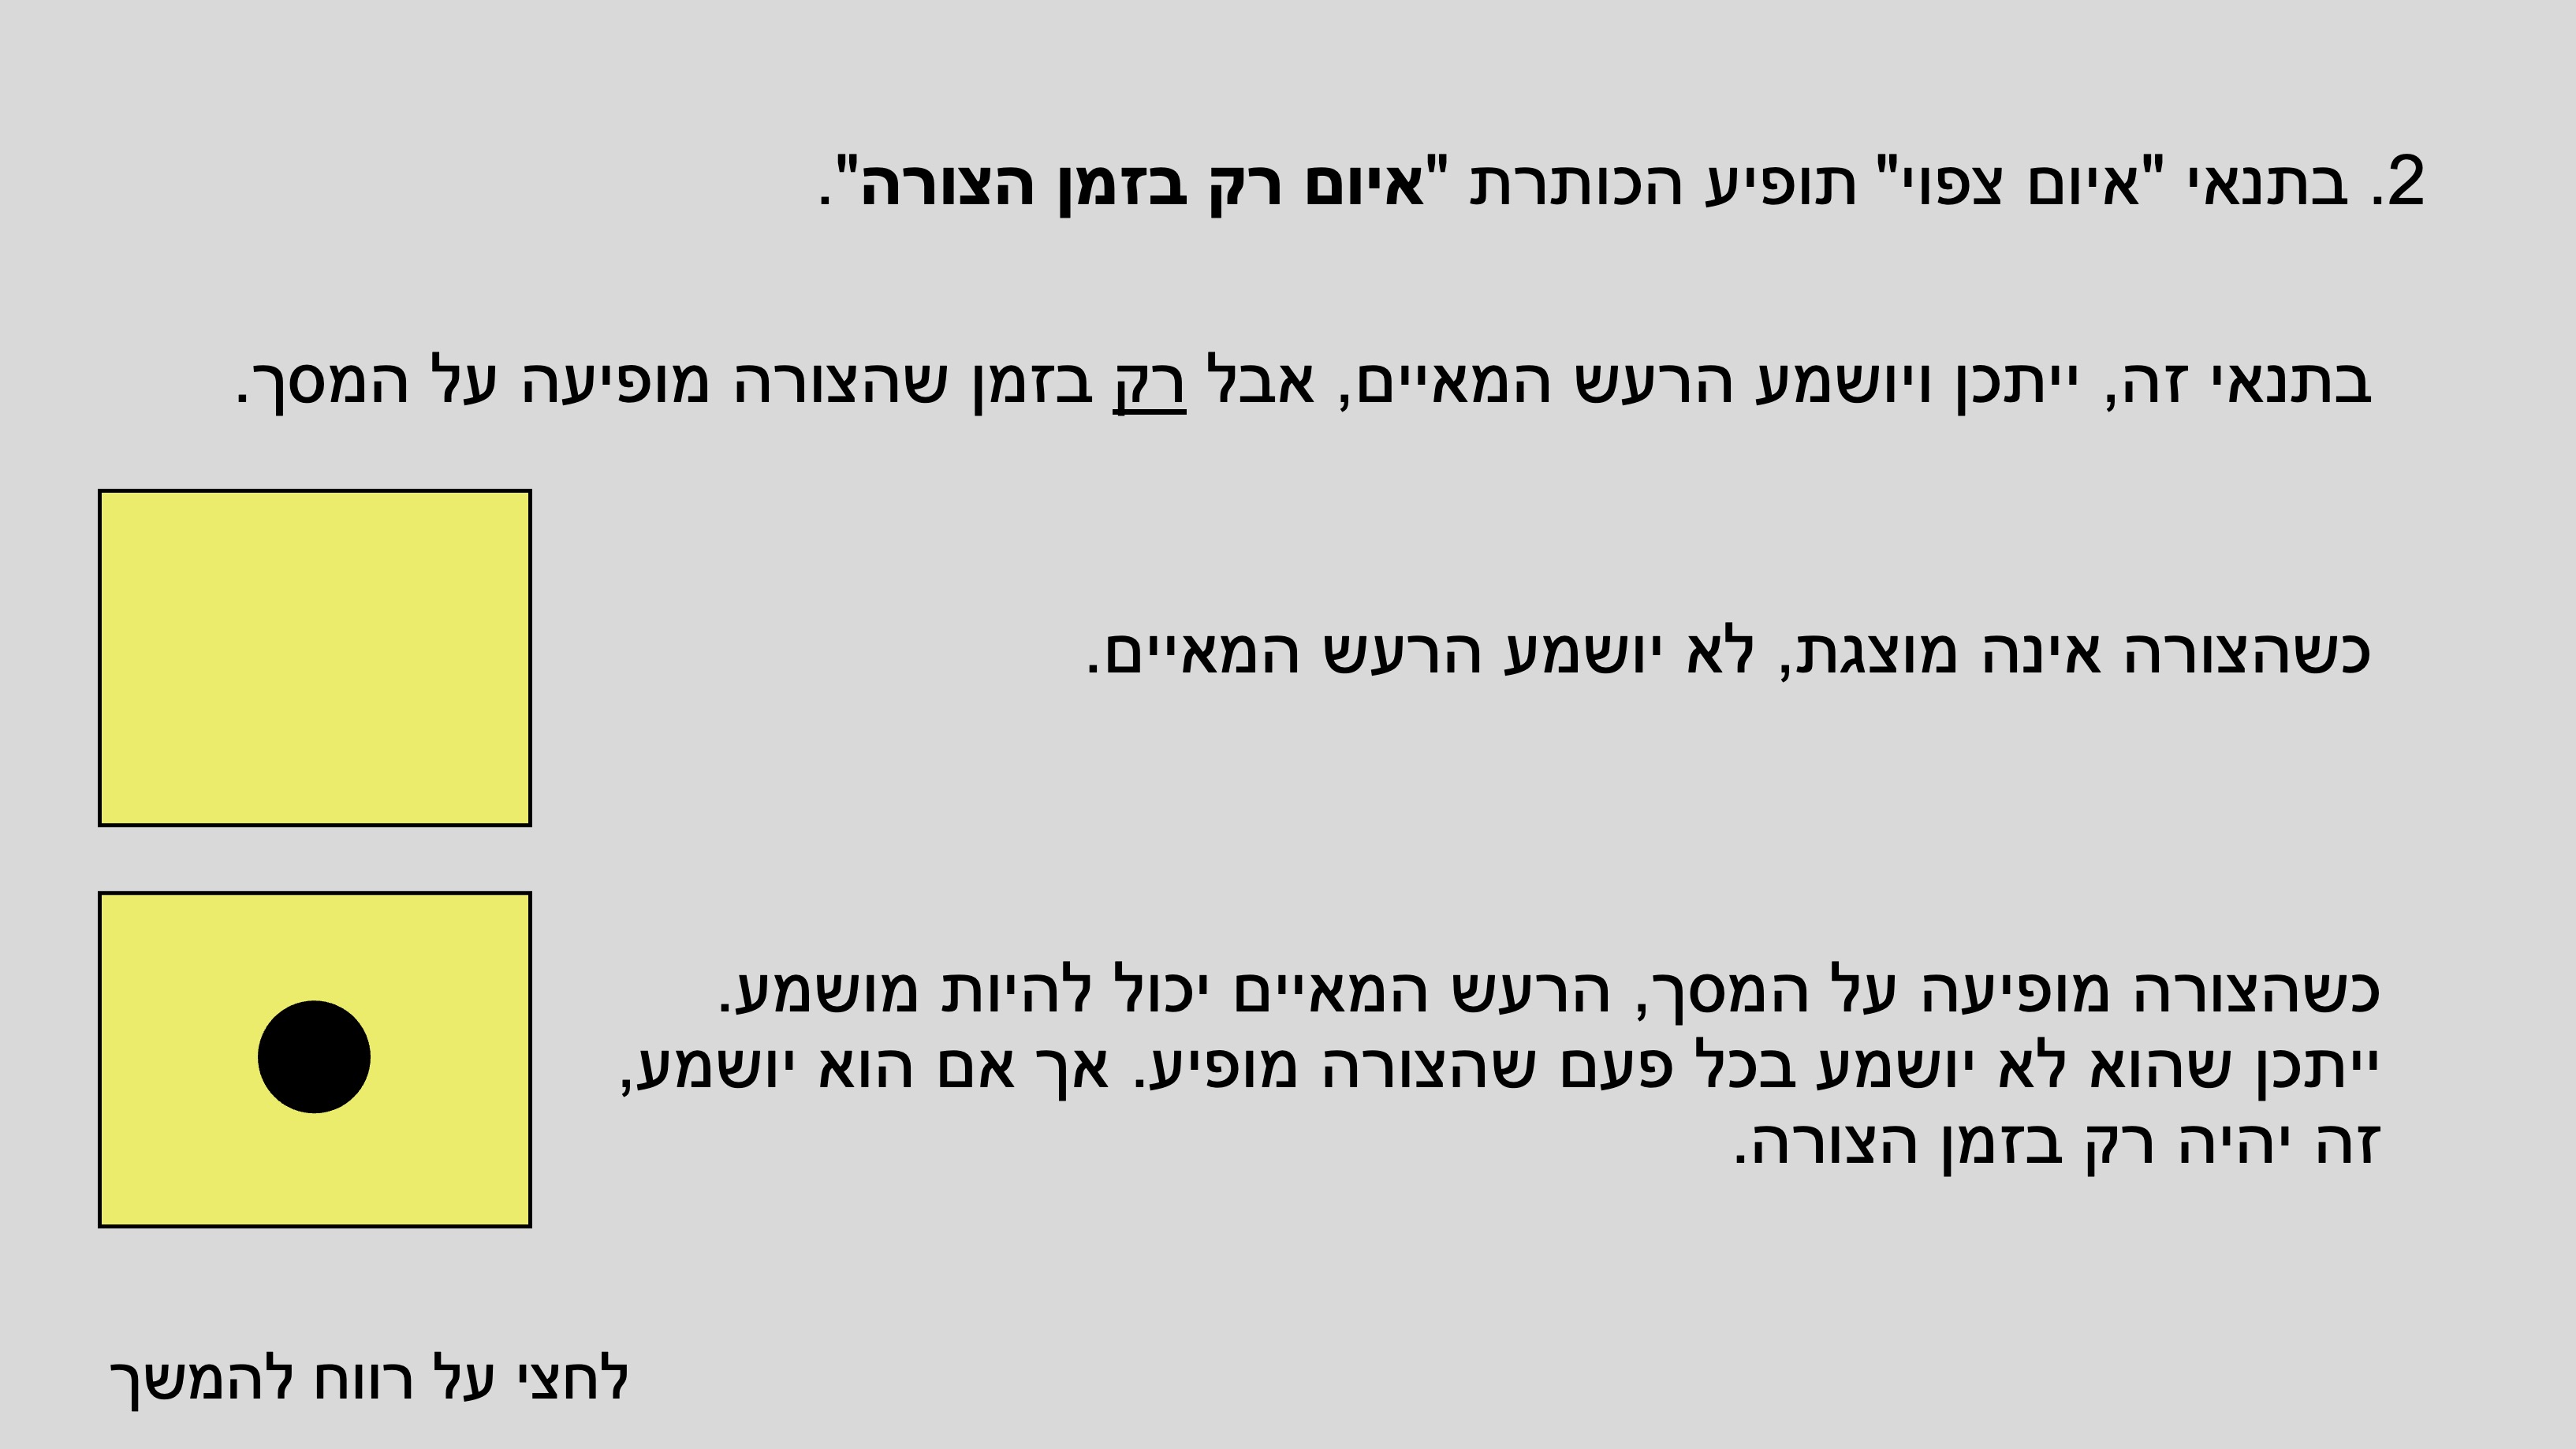 2. בתנאי "איום צפוי" תופיע הכותרת "איום רק בזמן הצורה".
בתנאי זה, ייתכן ויושמע הרעש המאיים, אבל רק בזמן שהצורה מופיעה על המסך.
כשהצורה אינה מוצגת, לא יושמע הרעש המאיים.
כשהצורה מופיעה על המסך, הרעש המאיים יכול להיות מושמע.
ייתכן שהוא לא יושמע בכל פעם שהצורה מופיע. אך אם הוא יושמע,
זה יהיה רק בזמן הצורה.
לחצי על רווח להמשך